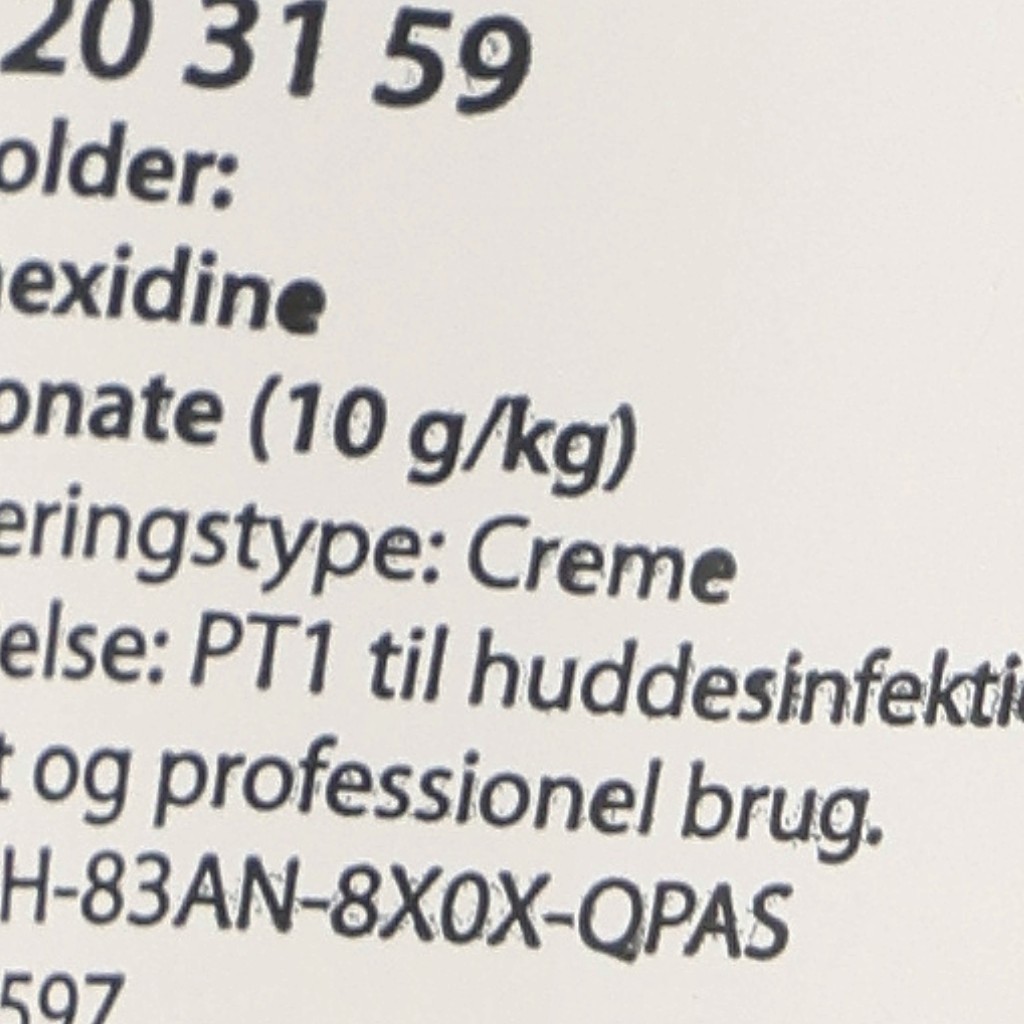 20 31 59
older:
exidine
onate (10 g/kg)
eringstype: Creme
else: PT1 til huddesinfekti
t og professionel brug.
H-83AN-8X0X-QPAS
597